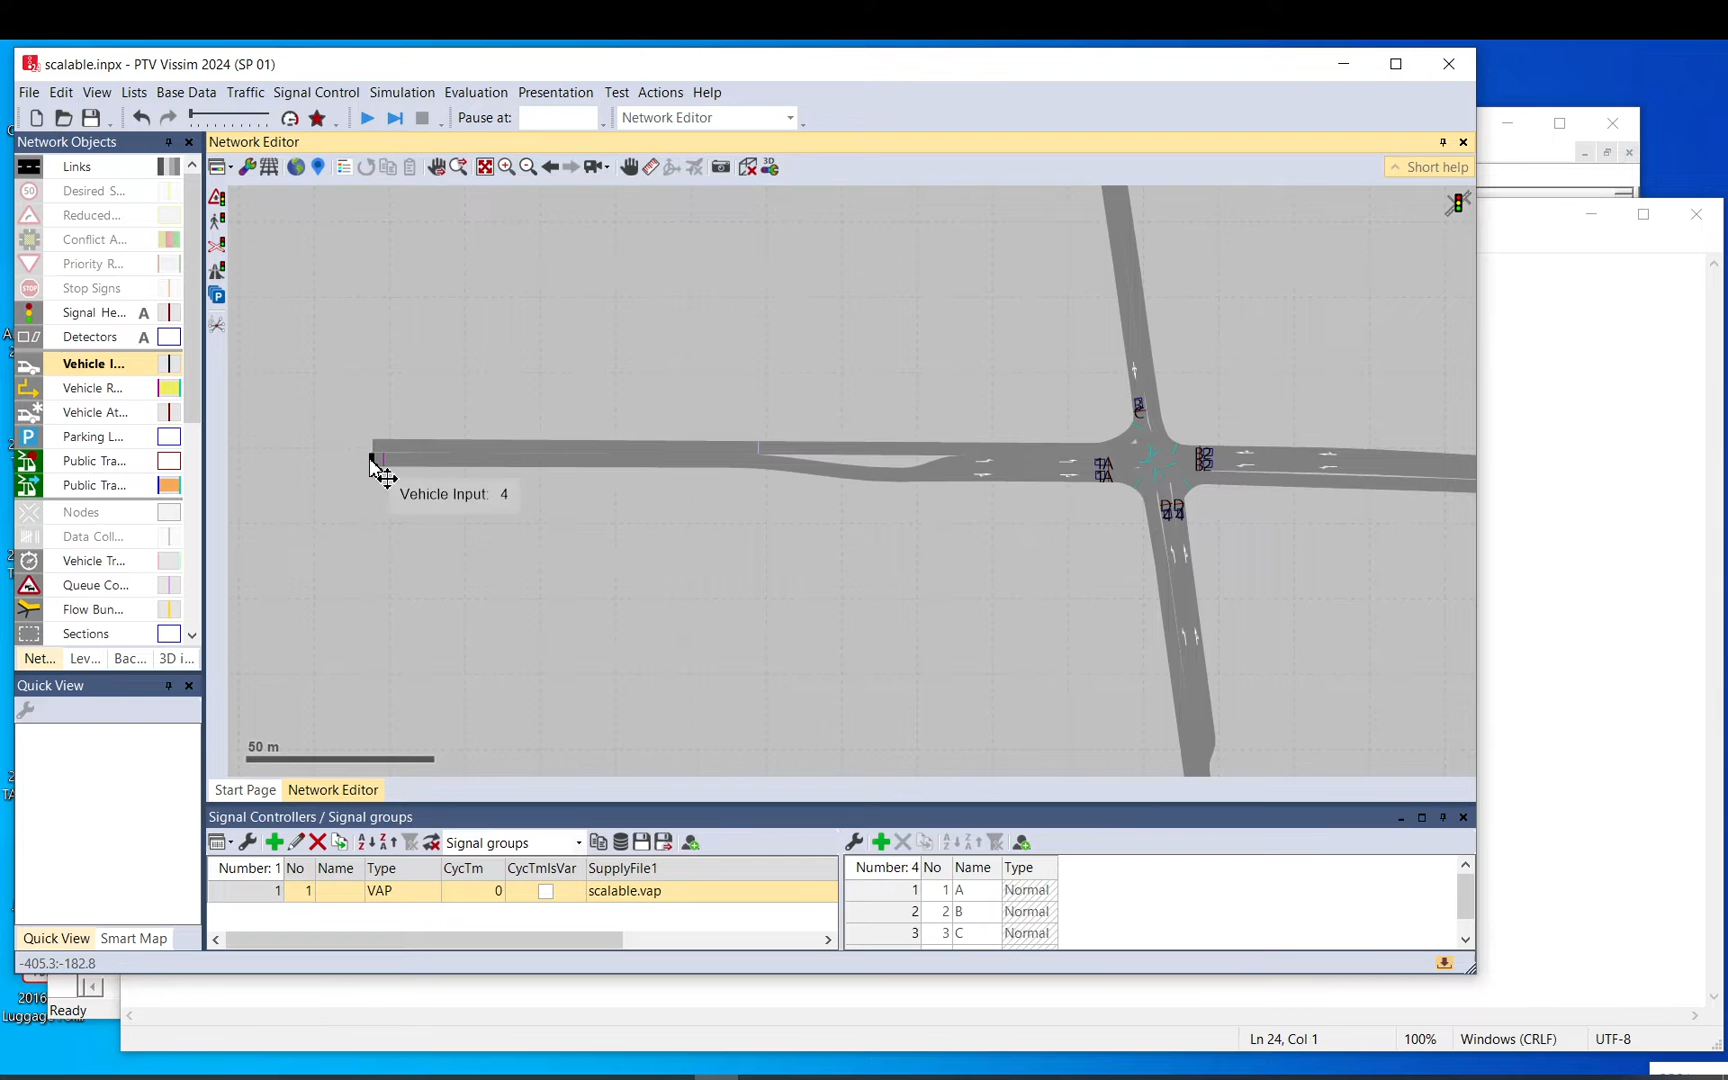 scalable.inpx - PTV Vissim 2024 (SP 01)
File Edit View Lists Base Data Traffic Signal Control Simulation Evaluation Presentation Test Actions Help
Pause at: Network Editor
Network Objects
Network Editor
Short help
Links
Desired S...
Reduced...
Conflict A...
Priority R...
Stop Signs
Signal He... A
Detectors A
Vehicle I...
Vehicle R...
Vehicle At...
Parking L...
Public Tra...
Public Tra...
Nodes
Data Coll...
Vehicle Tr...
Queue Co...
Flow Bun...
Sections
Net... Lev... Bac... 3D i...
Vehicle Input: 4
50 m
Start Page Network Editor
Quick View
Quick View Smart Map
Signal Controllers / Signal groups
Signal groups
Number: 1 No Name Type CycTm CycTmIsVar SupplyFile1
1 1 VAP 0 scalable.vap
Number: 4 No Name Type
1 1 A Normal
2 2 B Normal
3 3 C Normal
-405.3:-182.8
2016
Ready
Ln 24, Col 1 100% Windows (CRLF) UTF-8